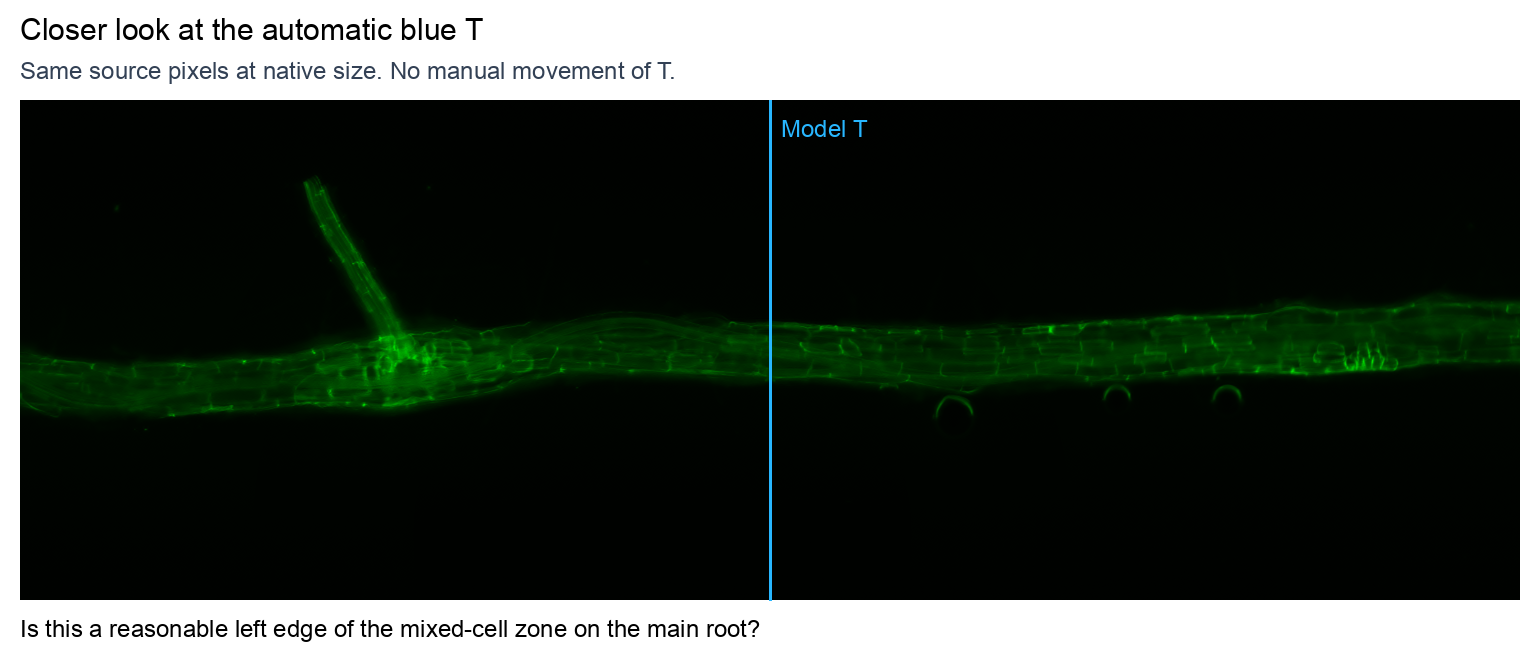 Closer look at the automatic blue T
Same source pixels at native size. No manual movement of T.
Model T
Is this a reasonable left edge of the mixed-cell zone on the main root?